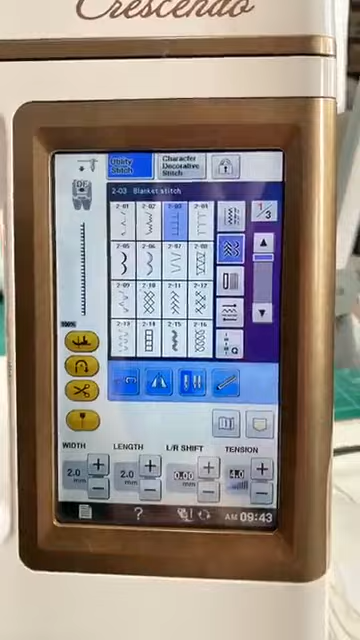 Crescendo
Utility Stitch
Character Decorative Stitch
2-03 Blanket stitch
2-01 2-02 2-03 2-04
1/3
2-05 2-06 2-07 2-08
2-09 2-10 2-11 2-12
2-13 2-14 2-15 2-16
100%
WIDTH LENGTH L/R SHIFT TENSION
2.0 mm + − 2.0 mm + − 0.00 mm + − 4.0 + −
? AM 09:43